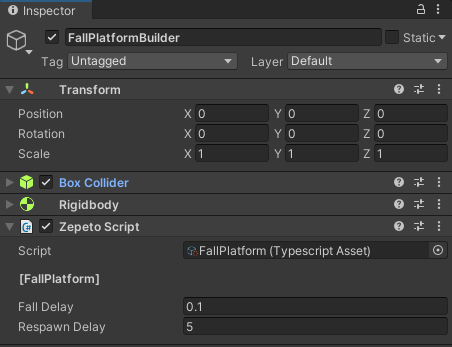 Inspector
FallPlatformBuilder Static
Tag Untagged Layer Default
Transform
Position X 0 Y 0 Z 0
Rotation X 0 Y 0 Z 0
Scale X 1 Y 1 Z 1
Box Collider
Rigidbody
Zepeto Script
Script FallPlatform (Typescript Asset)
[FallPlatform]
Fall Delay 0.1
Respawn Delay 5